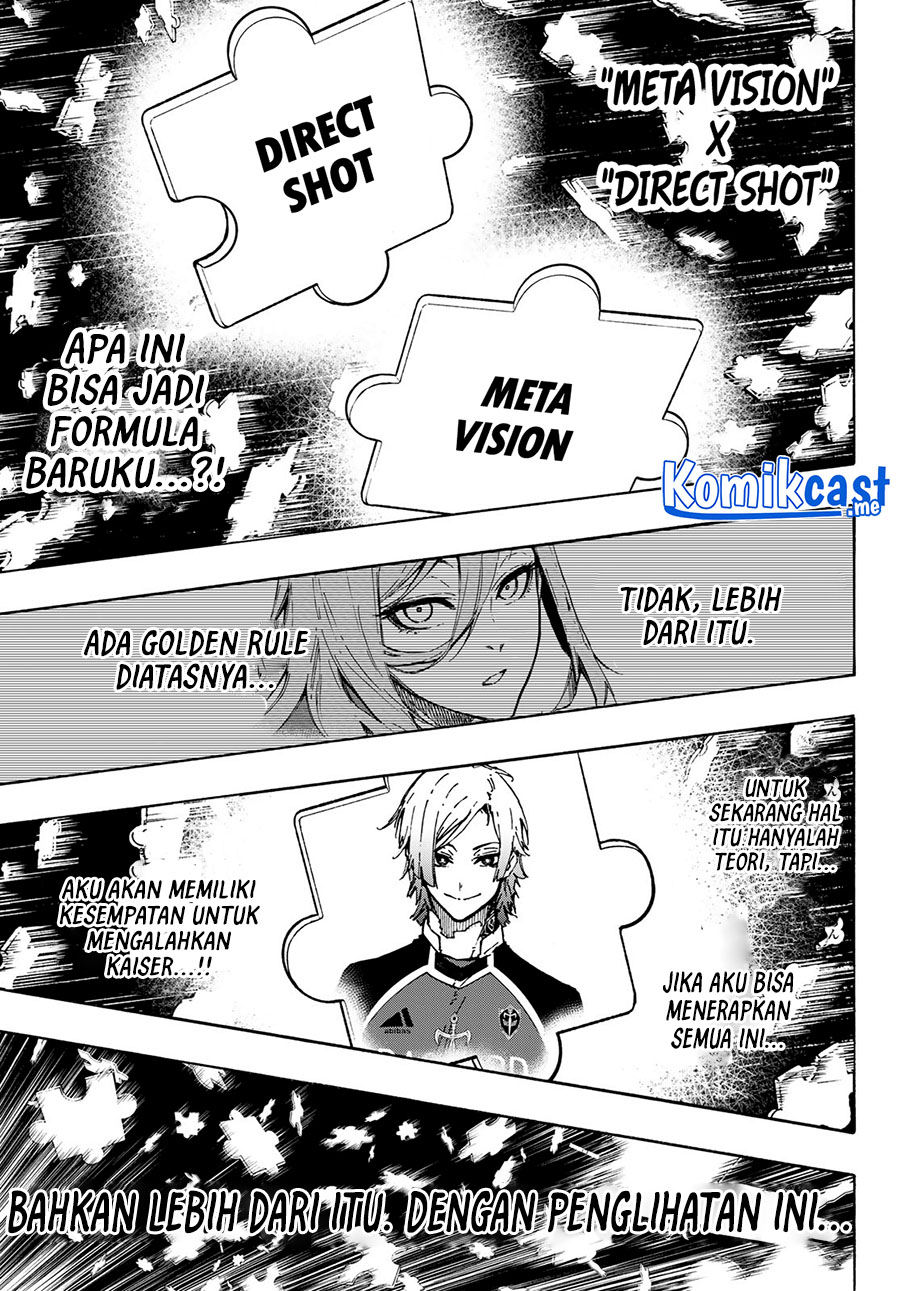 "META VISION"
X
"DIRECT SHOT"
DIRECT
SHOT
META
VISION
APA INI
BISA JADI
FORMULA
BARUKU...?!
Komikcast
.me
TIDAK, LEBIH
DARI ITU.
ADA GOLDEN RULE
DIATASNYA...
UNTUK
SEKARANG HAL
ITU HANYALAH
TEORI, TAPI...
JIKA AKU BISA
MENERAPKAN
SEMUA INI...
AKU AKAN MEMILIKI
KESEMPATAN UNTUK
MENGALAHKAN
KAISER...!!
abibas
BAHKAN LEBIH DARI ITU. DENGAN PENGLIHATAN INI...